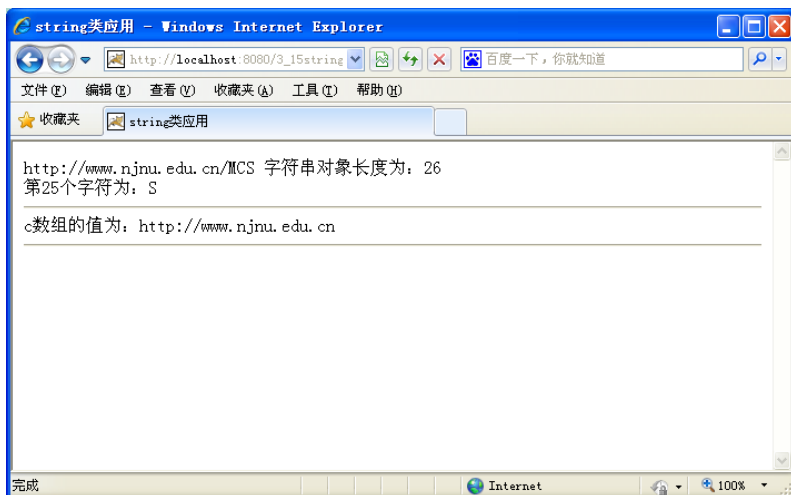 string类应用 - Windows Internet Explorer
http://localhost:8080/3_15string
百度一下，你就知道
文件(F) 编辑(E) 查看(V) 收藏夹(A) 工具(T) 帮助(H)
收藏夹 string类应用
http://www.njnu.edu.cn/MCS 字符串对象长度为：26
第25个字符为：S
c数组的值为：http://www.njnu.edu.cn
完成 Internet 100%